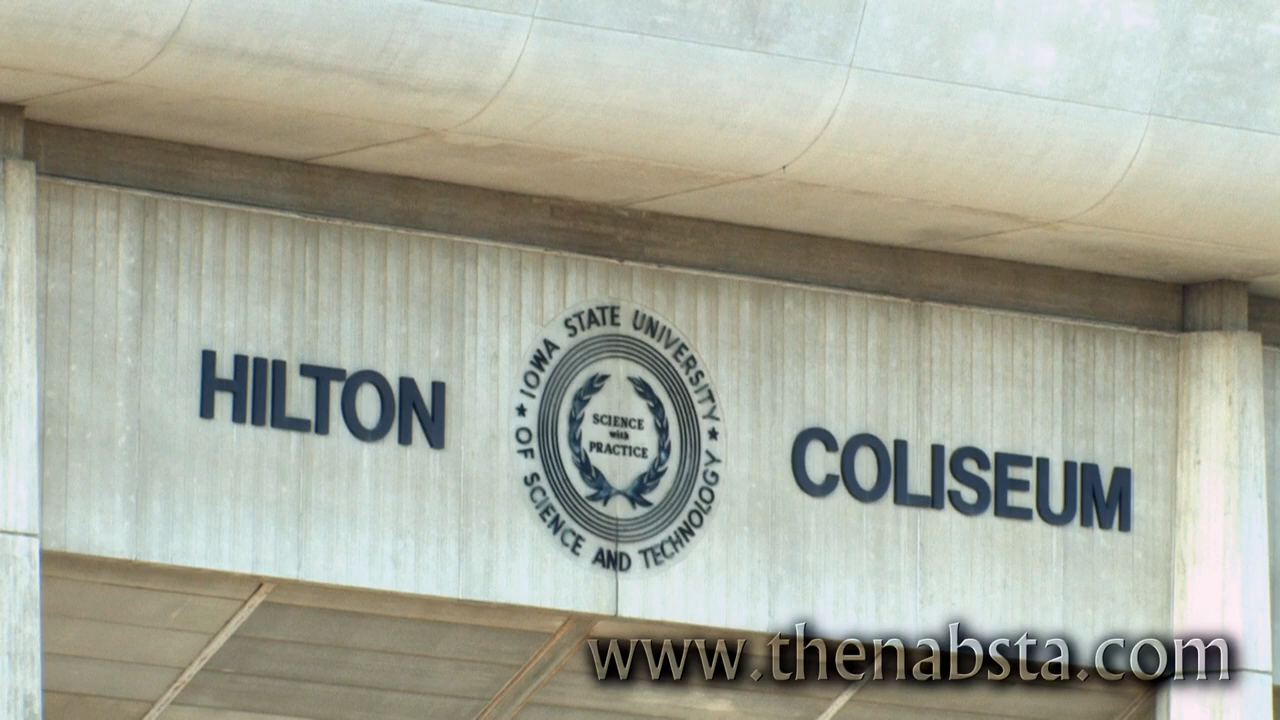 HILTON
IOWA STATE UNIVERSITY
★ OF SCIENCE AND TECHNOLOGY ★
SCIENCE
with
PRACTICE
COLISEUM
www.thenabsta.com